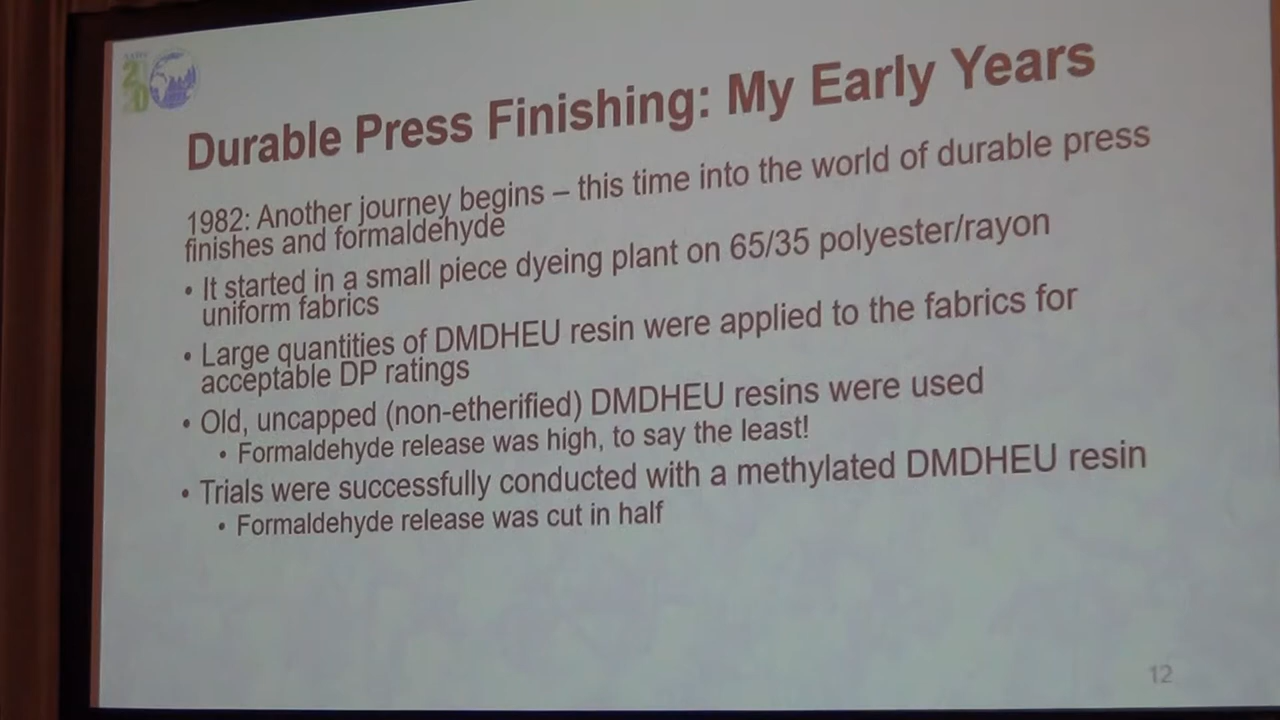 Durable Press Finishing: My Early Years
1982: Another journey begins – this time into the world of durable press
finishes and formaldehyde
• It started in a small piece dyeing plant on 65/35 polyester/rayon
uniform fabrics
• Large quantities of DMDHEU resin were applied to the fabrics for
acceptable DP ratings
• Old, uncapped (non-etherified) DMDHEU resins were used
• Formaldehyde release was high, to say the least!
• Trials were successfully conducted with a methylated DMDHEU resin
• Formaldehyde release was cut in half
12